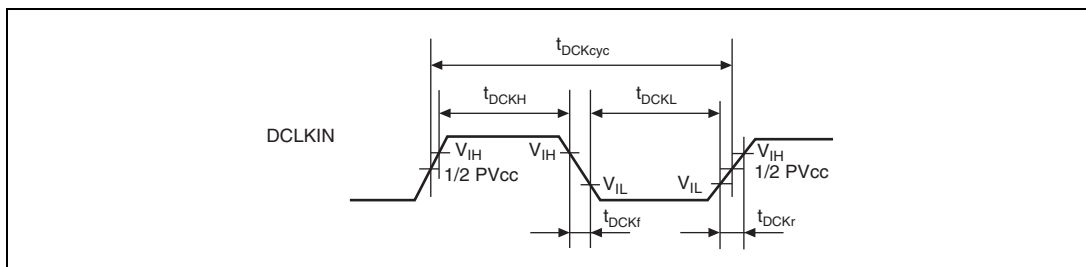 tDCKcyc
tDCKH
tDCKL
DCLKIN
VIH
VIH
VIH
1/2 PVcc
1/2 PVcc
VIL
VIL
tDCKf
tDCKr